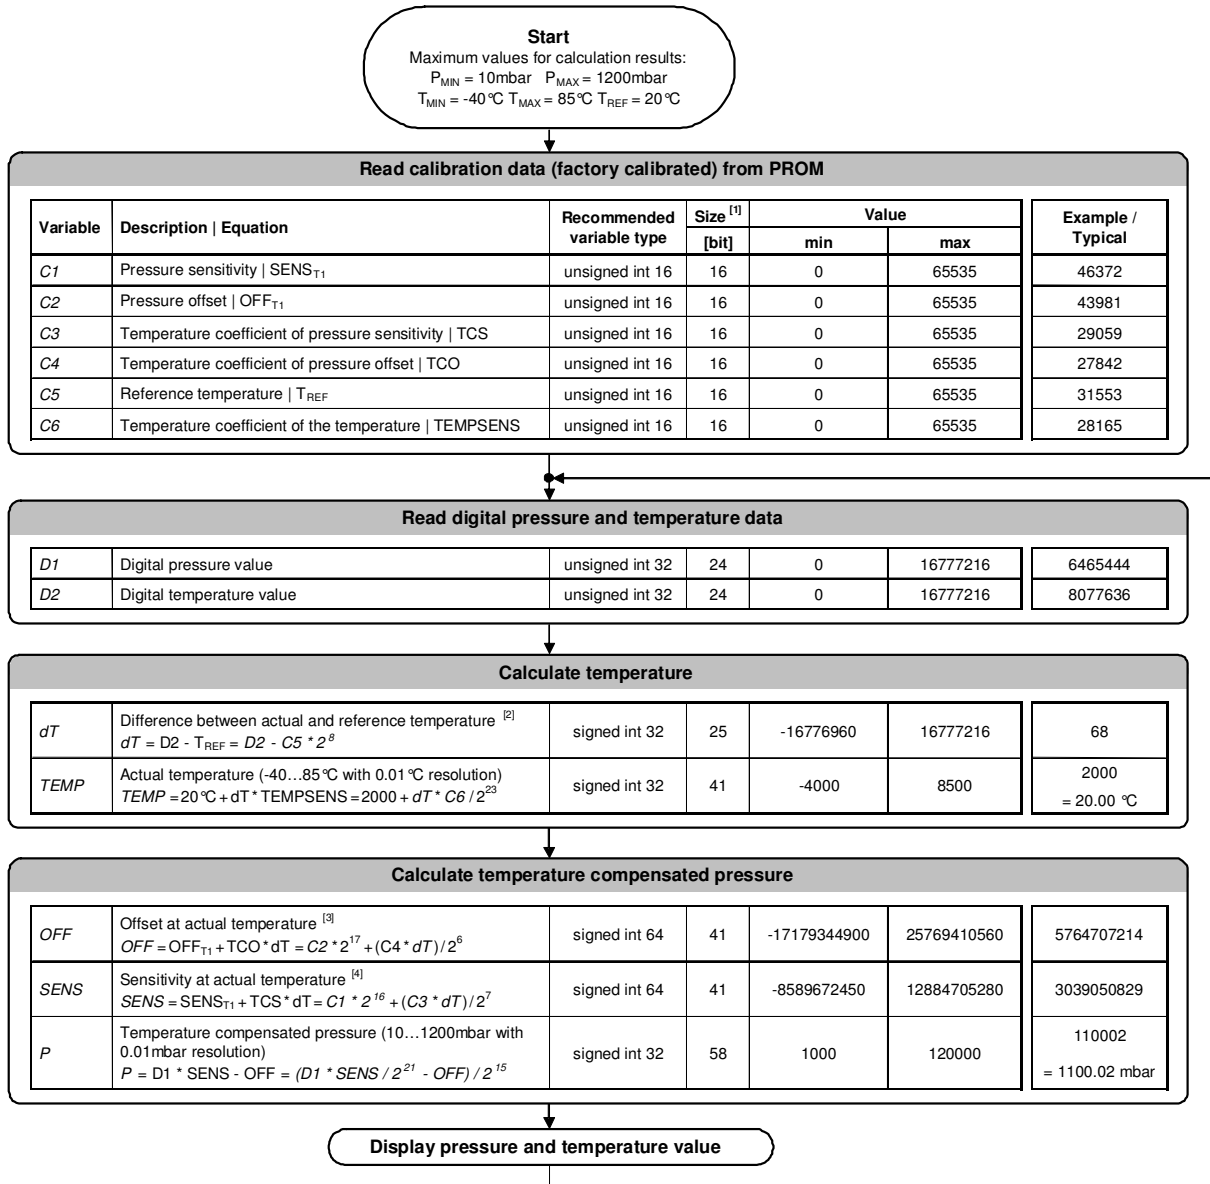 Start
Maximum values for calculation results:
PMIN = 10mbar PMAX = 1200mbar
TMIN = -40°C TMAX = 85°C TREF = 20°C
Read calibration data (factory calibrated) from PROM
Variable Description | Equation Recommended variable type Size [1] [bit] Value min max Example / Typical
C1 Pressure sensitivity | SENST1 unsigned int 16 16 0 65535 46372
C2 Pressure offset | OFFT1 unsigned int 16 16 0 65535 43981
C3 Temperature coefficient of pressure sensitivity | TCS unsigned int 16 16 0 65535 29059
C4 Temperature coefficient of pressure offset | TCO unsigned int 16 16 0 65535 27842
C5 Reference temperature | TREF unsigned int 16 16 0 65535 31553
C6 Temperature coefficient of the temperature | TEMPSENS unsigned int 16 16 0 65535 28165
Read digital pressure and temperature data
D1 Digital pressure value unsigned int 32 24 0 16777216 6465444
D2 Digital temperature value unsigned int 32 24 0 16777216 8077636
Calculate temperature
dT Difference between actual and reference temperature [2]
dT = D2 - TREF = D2 - C5 * 2^8 signed int 32 25 -16776960 16777216 68
TEMP Actual temperature (-40…85°C with 0.01°C resolution)
TEMP = 20°C + dT * TEMPSENS = 2000 + dT * C6 / 2^23 signed int 32 41 -4000 8500 2000
= 20.00 °C
Calculate temperature compensated pressure
OFF Offset at actual temperature [3]
OFF = OFFT1 + TCO * dT = C2 * 2^17 + (C4 * dT) / 2^6 signed int 64 41 -17179344900 25769410560 5764707214
SENS Sensitivity at actual temperature [4]
SENS = SENST1 + TCS * dT = C1 * 2^16 + (C3 * dT) / 2^7 signed int 64 41 -8589672450 12884705280 3039050829
P Temperature compensated pressure (10…1200mbar with
0.01mbar resolution)
P = D1 * SENS - OFF = (D1 * SENS / 2^21 - OFF) / 2^15 signed int 32 58 1000 120000 110002
= 1100.02 mbar
Display pressure and temperature value